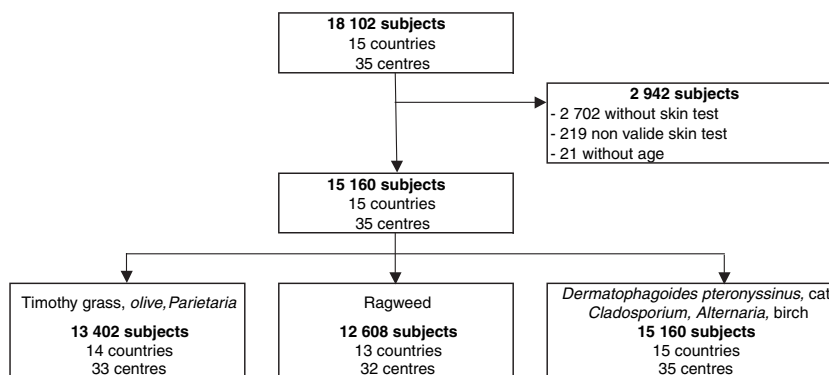 18 102 subjects
15 countries
35 centres
2 942 subjects
- 2 702 without skin test
- 219 non valide skin test
- 21 without age
15 160 subjects
15 countries
35 centres
Timothy grass, olive, Parietaria
13 402 subjects
14 countries
33 centres
Ragweed
12 608 subjects
13 countries
32 centres
Dermatophagoides pteronyssinus, cat
Cladosporium, Alternaria, birch
15 160 subjects
15 countries
35 centres